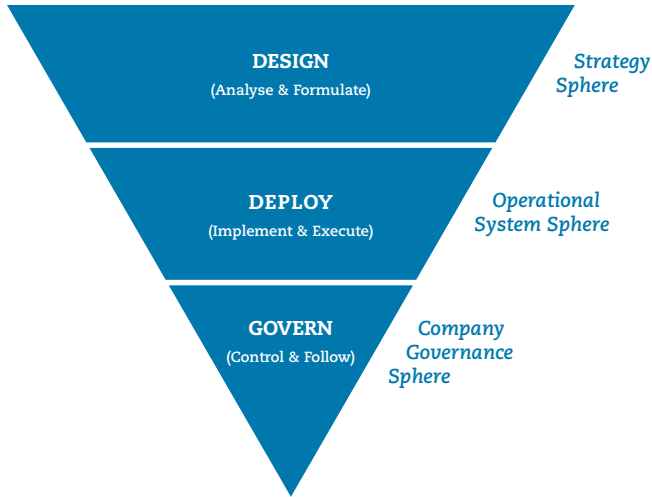 DESIGN
(Analyse & Formulate)
Strategy
Sphere
DEPLOY
(Implement & Execute)
Operational
System Sphere
GOVERN
(Control & Follow)
Company
Governance
Sphere